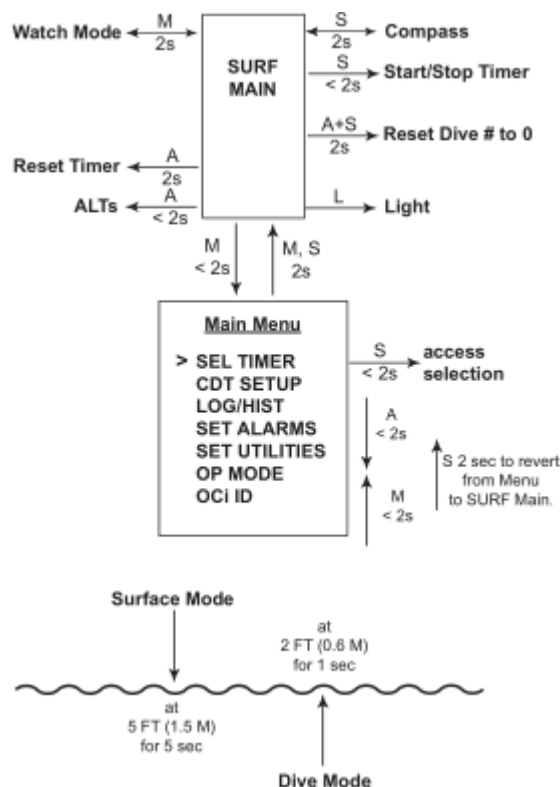 Watch Mode
M
2s
SURF
MAIN
S
2s
Compass
S
< 2s
Start/Stop Timer
A+S
2s
Reset Dive # to 0
Reset Timer
A
2s
ALTs
A
< 2s
L
Light
M
< 2s
M, S
2s
Main Menu
> SEL TIMER
CDT SETUP
LOG/HIST
SET ALARMS
SET UTILITIES
OP MODE
OCi ID
S
< 2s
access
selection
A
< 2s
M
< 2s
S 2 sec to revert
from Menu
to SURF Main.
Surface Mode
at
2 FT (0.6 M)
for 1 sec
at
5 FT (1.5 M)
for 5 sec
Dive Mode